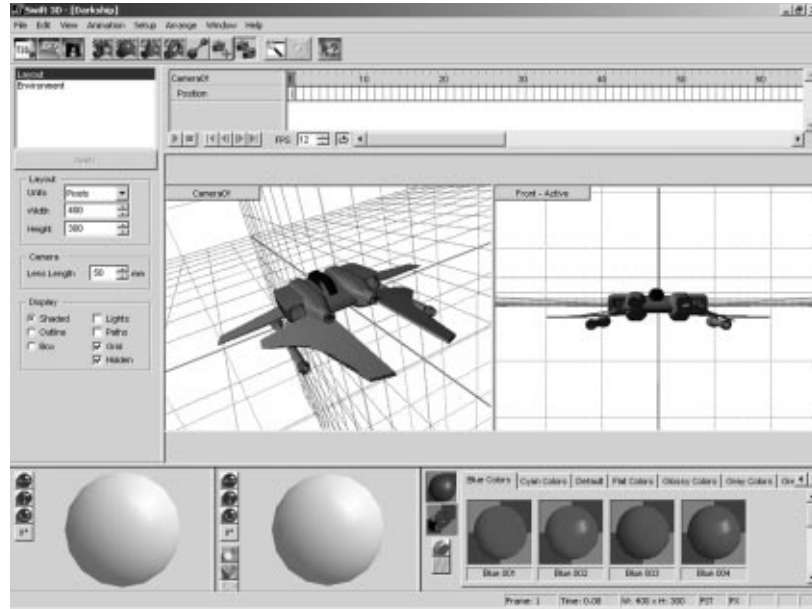 Swift 3D - [Darkship]
File Edit View Animation Setup Arrange Window Help
Layout
Environment
Camera01
Position
10 20 30 40 50 60
FPS 12
Layout
Units Pixels
Width 400
Height 300
Camera
Lens Length 50 mm
Display
Shaded Lights
Outline Paths
Box Grid
Hidden
Camera01
Front - Active
Blue Colors Cyan Colors Default Flat Colors Glossy Colors Grey Colors
Blue 001 Blue 002 Blue 003 Blue 004
Frame: 1 Time: 0.08 W: 400 x H: 300 PST PX